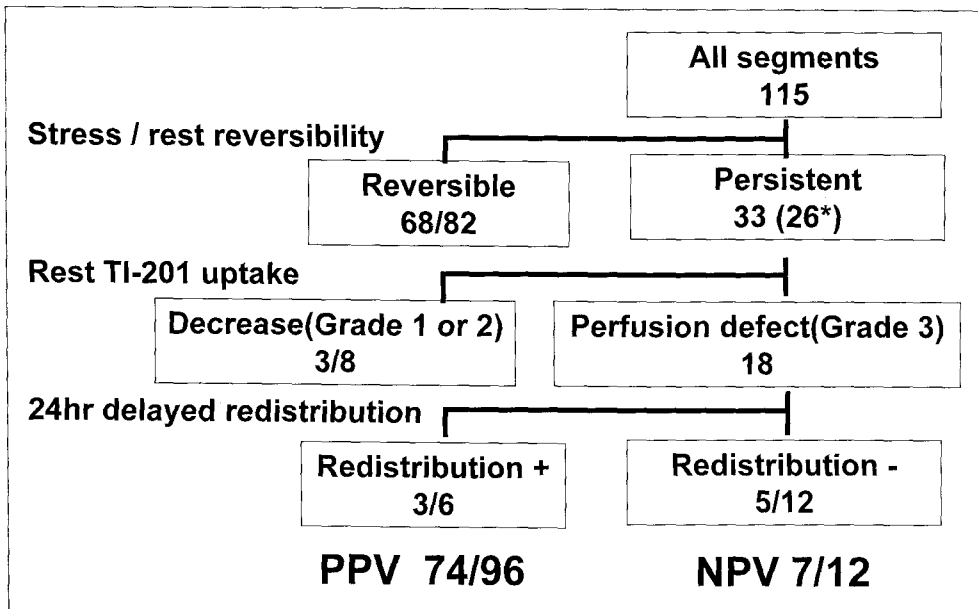 All segments
115
Stress / rest reversibility
Reversible
68/82
Persistent
33 (26*)
Rest TI-201 uptake
Decrease(Grade 1 or 2)
3/8
Perfusion defect(Grade 3)
18
24hr delayed redistribution
Redistribution +
3/6
Redistribution -
5/12
PPV 74/96
NPV 7/12